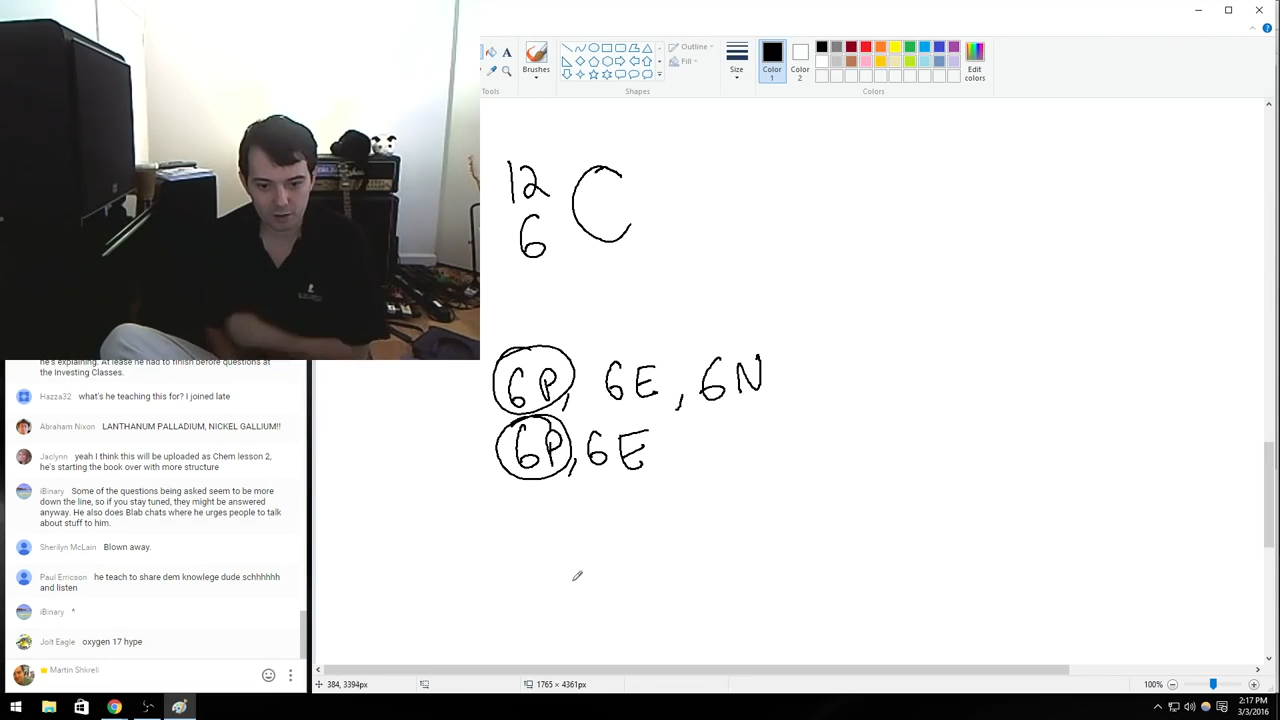 Tools
Brushes
Outline
Fill
Shapes
Size
Color
1
Color
2
Edit
colors
Colors
12
6 C
6P, 6E, 6N
6P, 6E
he's explaining. At lease he had to finish before questions at
the Investing Classes.
Hazza32 what's he teaching this for? I joined late
Abraham Nixon LANTHANUM PALLADIUM, NICKEL GALLIUM!!
Jaclynn yeah I think this will be uploaded as Chem lesson 2,
he's starting the book over with more structure
iBinary Some of the questions being asked seem to be more
down the line, so if you stay tuned, they might be answered
anyway. He also does Blab chats where he urges people to talk
about stuff to him.
Sherilyn McLain Blown away.
Paul Erricson he teach to share dem knowlege dude schhhhhh
and listen
iBinary ^
Jolt Eagle oxygen 17 hype
Martin Shkreli
384, 3394px
1765 × 4361px
100%
2:17 PM
3/3/2016